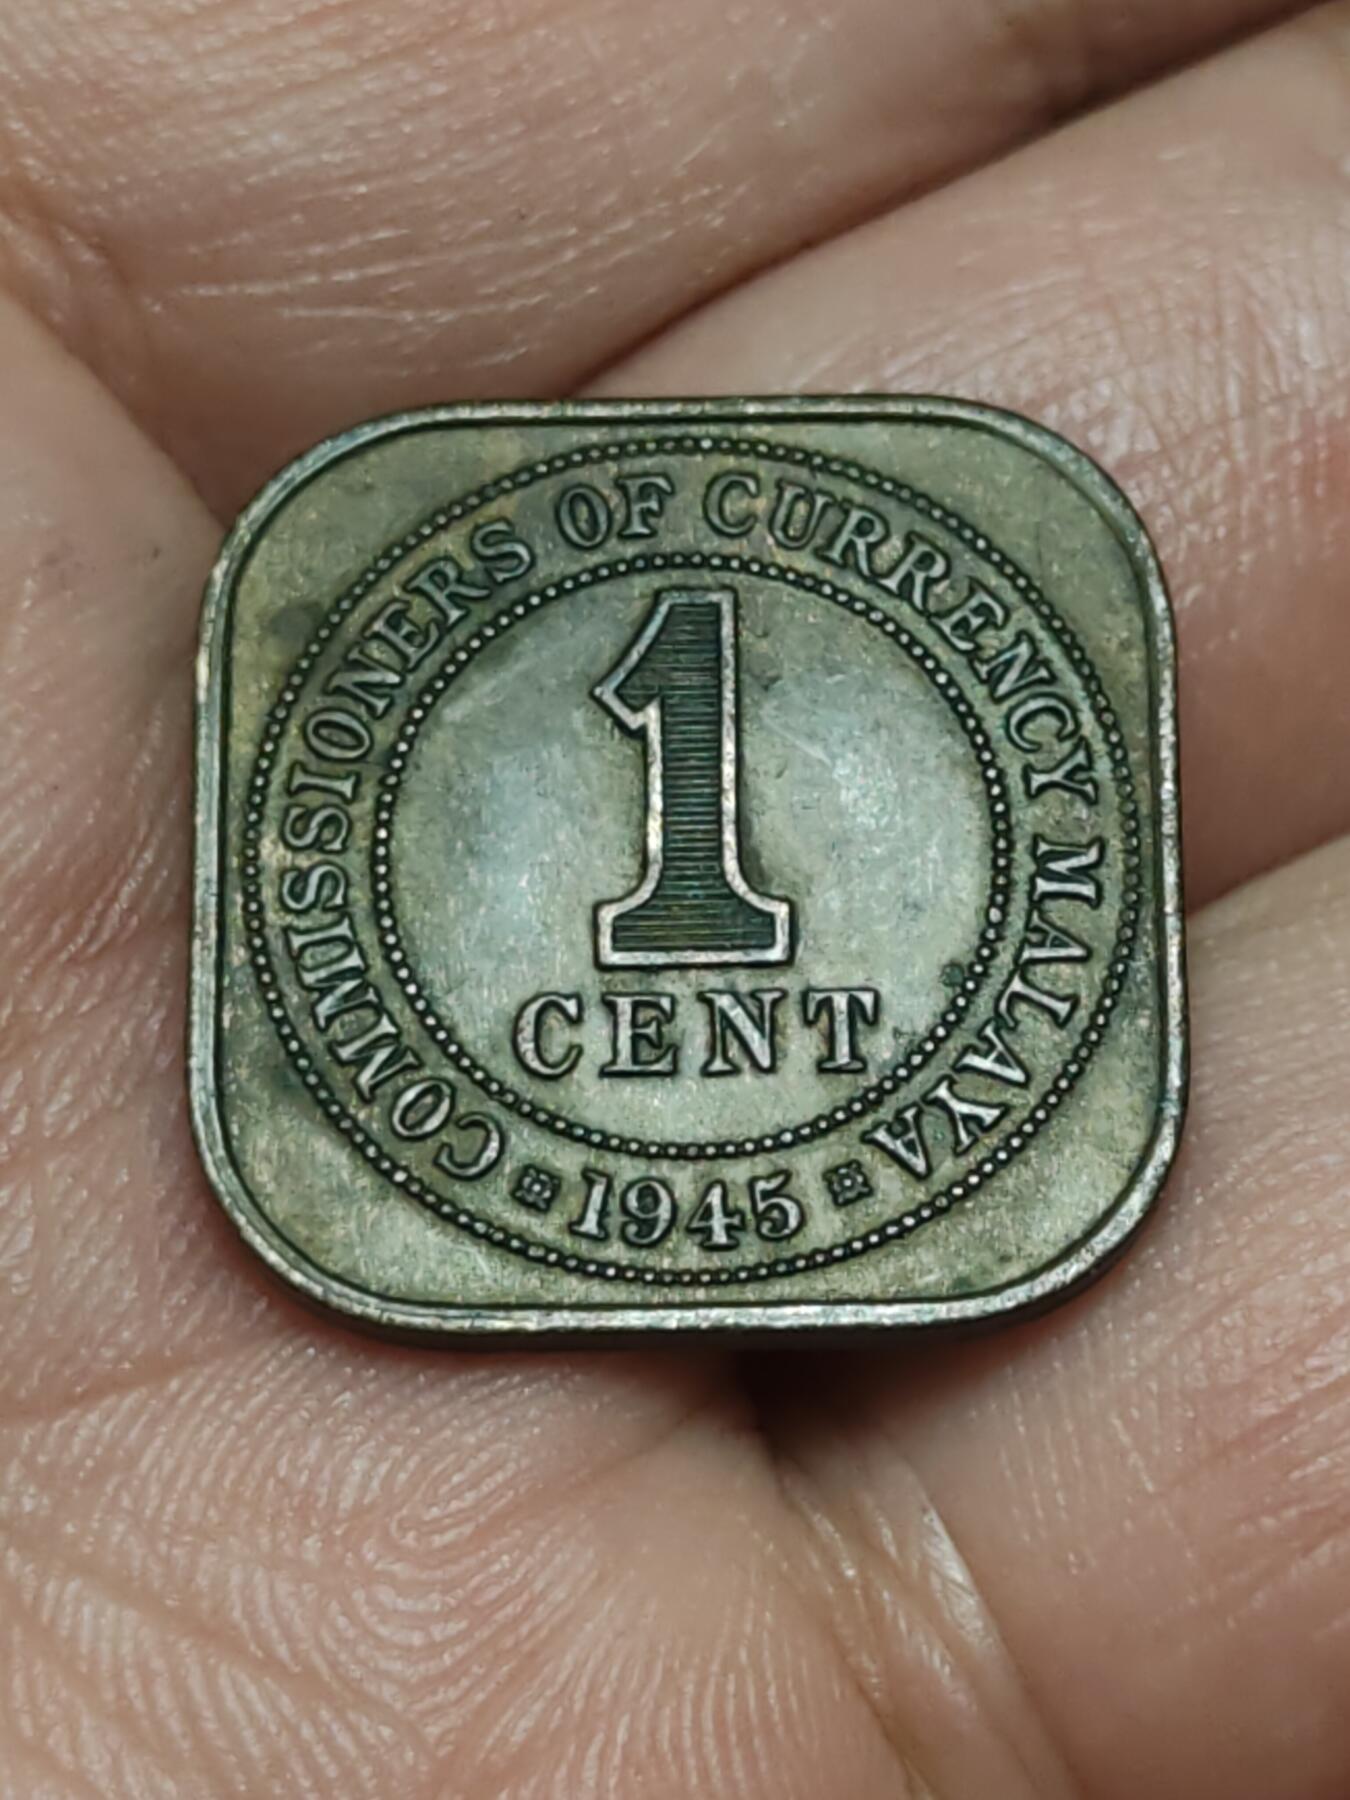 COMMISSIONERS OF CURRENCY MALAYA
1
CENT
1945